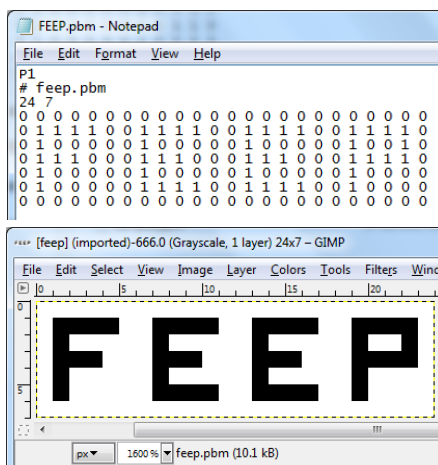 FEEP.pbm - Notepad
File Edit Format View Help
P1
# feep.pbm
24 7
0 0 0 0 0 0 0 0 0 0 0 0 0 0 0 0 0 0 0 0 0 0 0 0
0 1 1 1 1 0 0 1 1 1 1 0 0 1 1 1 1 0 0 1 1 1 1 0
0 1 0 0 0 0 0 1 0 0 0 0 0 1 0 0 0 0 0 1 0 0 1 0
0 1 1 1 0 0 0 1 1 1 0 0 0 1 1 1 0 0 0 1 1 1 1 0
0 1 0 0 0 0 0 1 0 0 0 0 0 1 0 0 0 0 0 1 0 0 0 0
0 1 0 0 0 0 0 1 1 1 1 0 0 1 1 1 1 0 0 1 0 0 0 0
0 0 0 0 0 0 0 0 0 0 0 0 0 0 0 0 0 0 0 0 0 0 0 0
FEEP [feep] (imported)-666.0 (Grayscale, 1 layer) 24x7 – GIMP
File Edit Select View Image Layer Colors Tools Filters
0 5 10 15 20
0
5
FEEP
px 1600 % feep.pbm (10.1 kB)